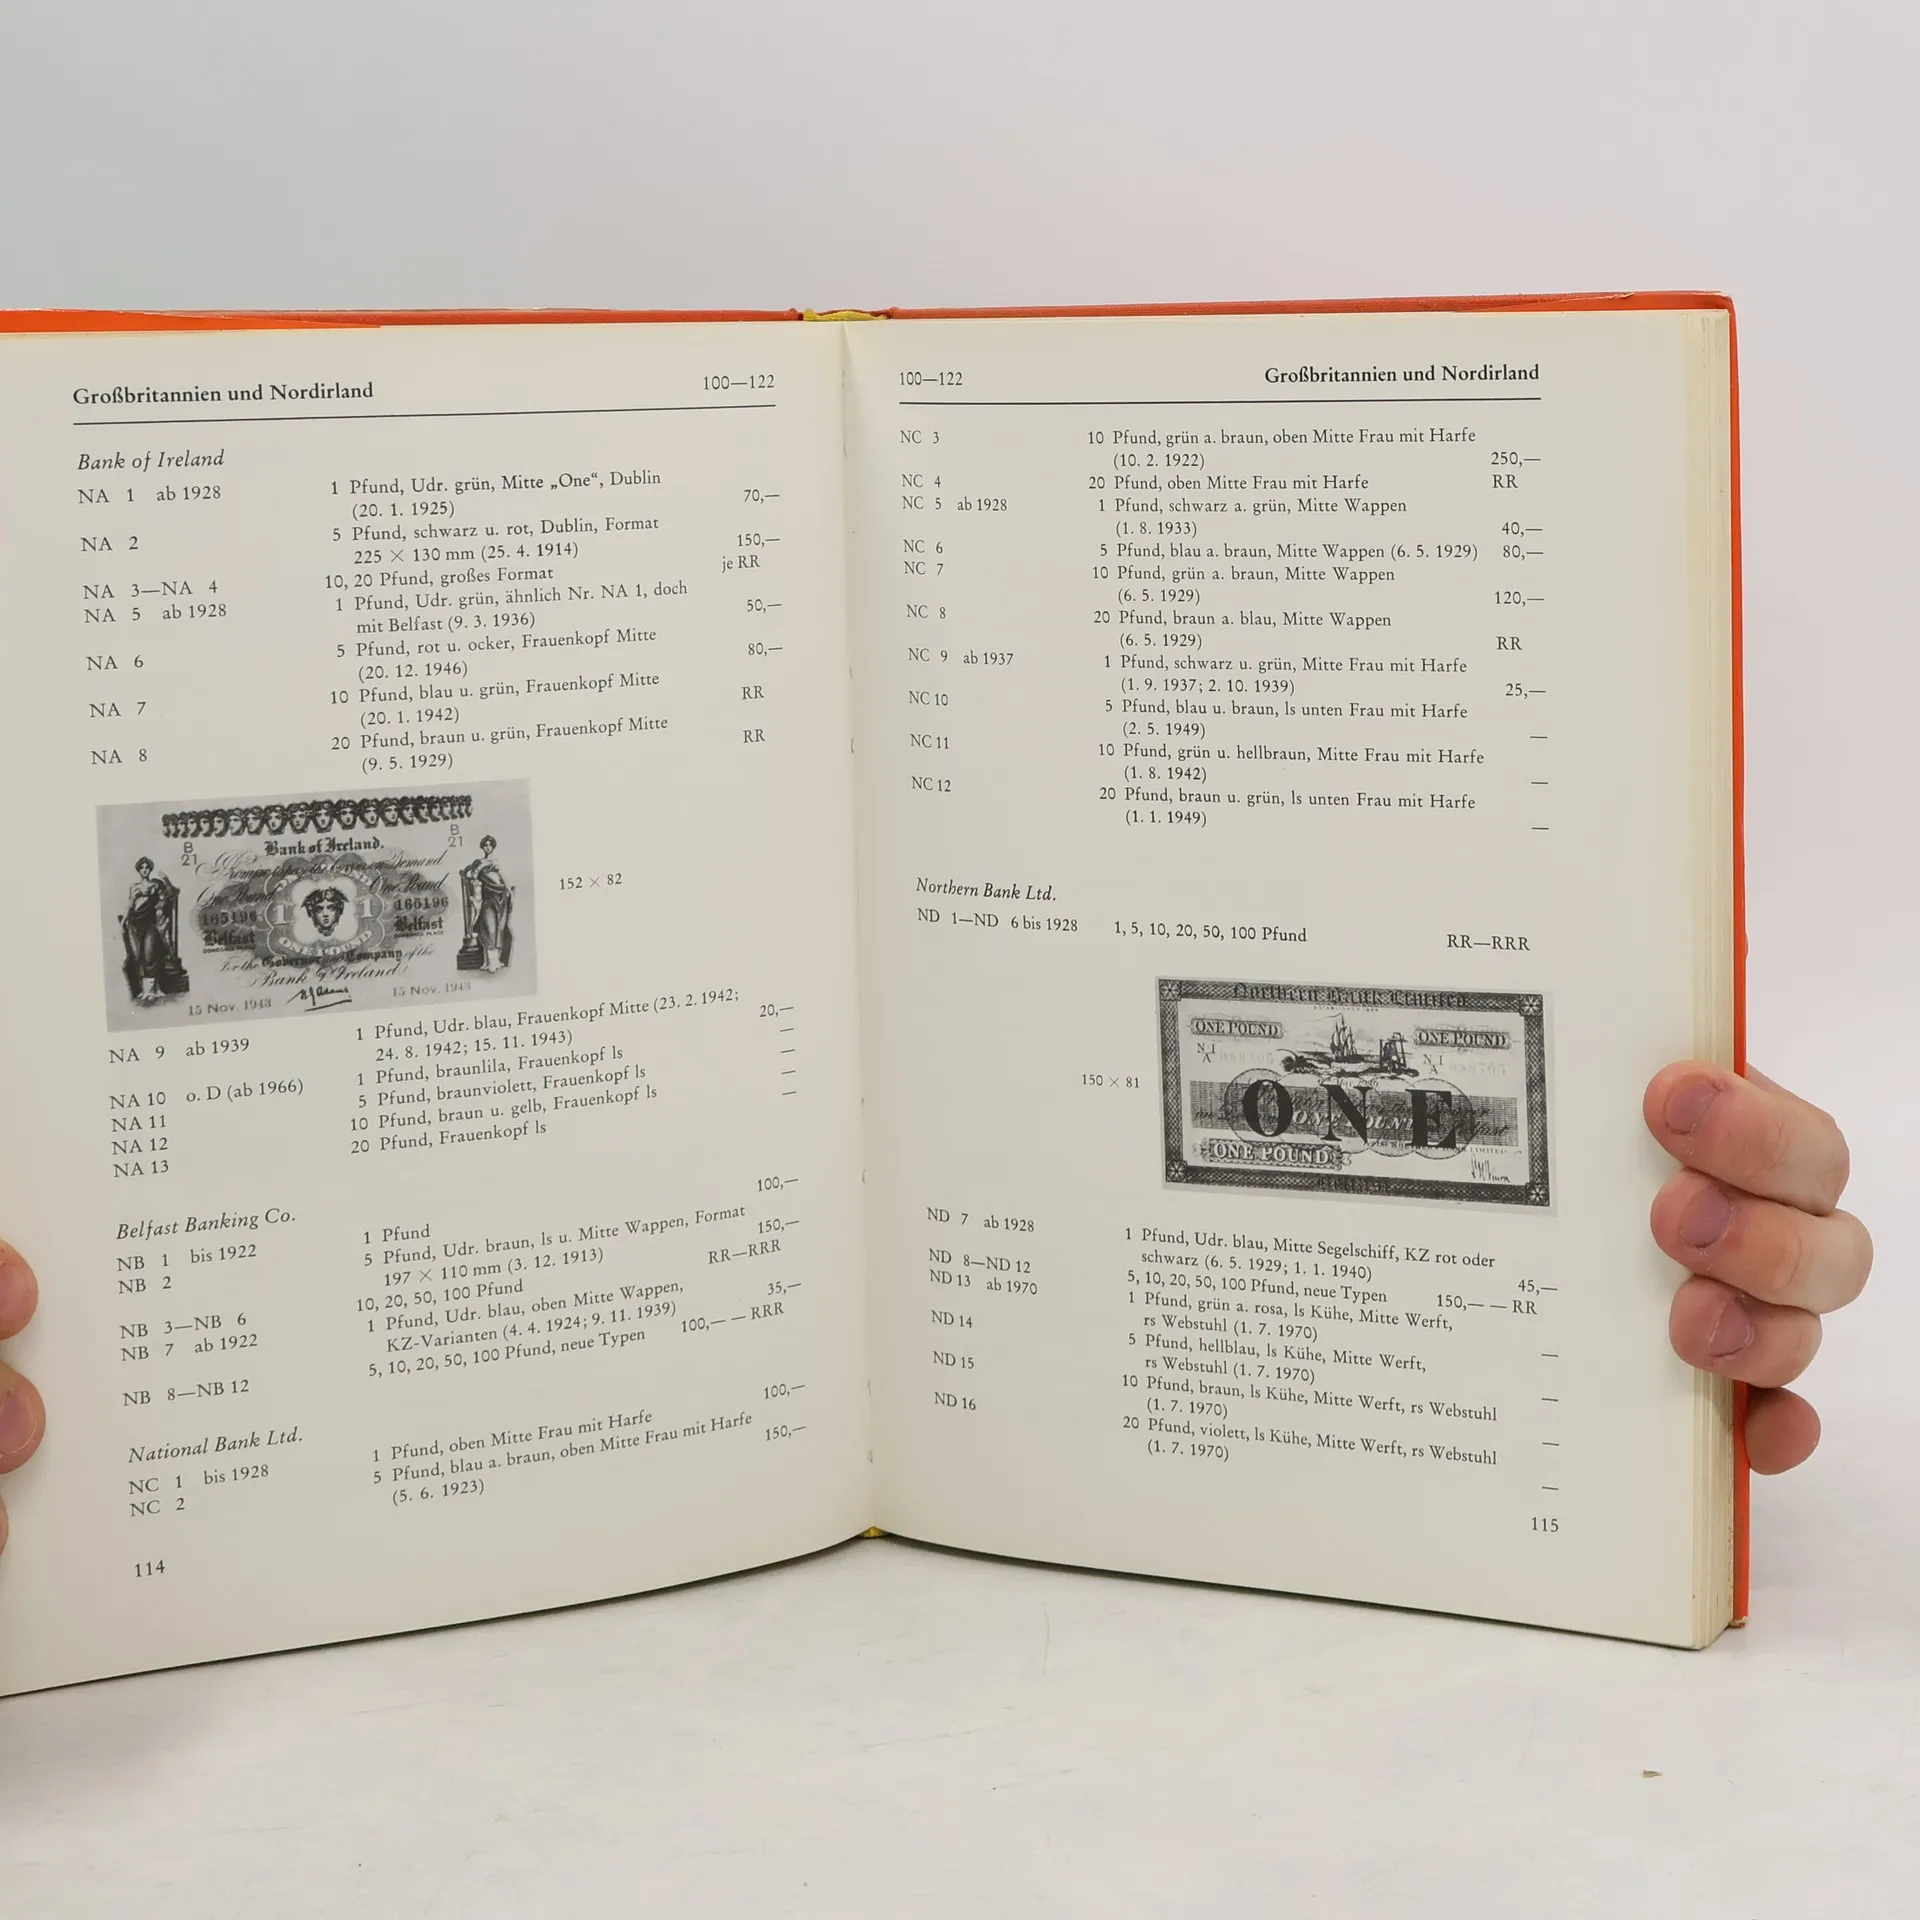 Großbritannien und Nordirland 100—122
Bank of Ireland
NA 1 ab 1928 1 Pfund, Udr. grün, Mitte „One“, Dublin
(20. 1. 1925) 70,—
NA 2 5 Pfund, schwarz u. rot, Dublin, Format
225 × 130 mm (25. 4. 1914) 150,—
NA 3—NA 4 10, 20 Pfund, großes Format je RR
NA 5 ab 1928 1 Pfund, Udr. grün, ähnlich Nr. NA 1, doch
mit Belfast (9. 3. 1936) 50,—
NA 6 5 Pfund, rot u. ocker, Frauenkopf Mitte
(20. 12. 1946) 80,—
NA 7 10 Pfund, blau u. grün, Frauenkopf Mitte
(20. 1. 1942) RR
NA 8 20 Pfund, braun u. grün, Frauenkopf Mitte
(9. 5. 1929) RR
B 21 B 21
Bank of Ireland.
One Pound One Pound
165196 1 1 165196
Belfast Belfast
ONE POUND
For the Governor and Company of the
Bank of Ireland
15 Nov. 1943 15 Nov. 1943
152 × 82
NA 9 ab 1939 1 Pfund, Udr. blau, Frauenkopf Mitte (23. 2. 1942;
24. 8. 1942; 15. 11. 1943) 20,—
NA 10 o. D (ab 1966) 1 Pfund, braunlila, Frauenkopf ls —
NA 11 5 Pfund, braunviolett, Frauenkopf ls —
NA 12 10 Pfund, braun u. gelb, Frauenkopf ls —
NA 13 20 Pfund, Frauenkopf ls —
Belfast Banking Co.
NB 1 bis 1922 1 Pfund 100,—
NB 2 5 Pfund, Udr. braun, ls u. Mitte Wappen, Format
197 × 110 mm (3. 12. 1913) 150,—
NB 3—NB 6 10, 20, 50, 100 Pfund RR—RRR
NB 7 ab 1922 1 Pfund, Udr. blau, oben Mitte Wappen,
KZ-Varianten (4. 4. 1924; 9. 11. 1939) 35,—
NB 8—NB 12 5, 10, 20, 50, 100 Pfund, neue Typen 100,— — RRR
National Bank Ltd.
NC 1 bis 1928 1 Pfund, oben Mitte Frau mit Harfe 100,—
NC 2 5 Pfund, blau a. braun, oben Mitte Frau mit Harfe
(5. 6. 1923) 150,—
114
100—122 Großbritannien und Nordirland
NC 3 10 Pfund, grün a. braun, oben Mitte Frau mit Harfe
(10. 2. 1922) 250,—
NC 4 20 Pfund, oben Mitte Frau mit Harfe RR
NC 5 ab 1928 1 Pfund, schwarz a. grün, Mitte Wappen
(1. 8. 1933) 40,—
NC 6 5 Pfund, blau a. braun, Mitte Wappen (6. 5. 1929) 80,—
NC 7 10 Pfund, grün a. braun, Mitte Wappen
(6. 5. 1929) 120,—
NC 8 20 Pfund, braun a. blau, Mitte Wappen
(6. 5. 1929) RR
NC 9 ab 1937 1 Pfund, schwarz u. grün, Mitte Frau mit Harfe
(1. 9. 1937; 2. 10. 1939) 25,—
NC 10 5 Pfund, blau u. braun, ls unten Frau mit Harfe
(2. 5. 1949) —
NC 11 10 Pfund, grün u. hellbraun, Mitte Frau mit Harfe
(1. 8. 1942) —
NC 12 20 Pfund, braun u. grün, ls unten Frau mit Harfe
(1. 1. 1949) —
Northern Bank Ltd.
ND 1—ND 6 bis 1928 1, 5, 10, 20, 50, 100 Pfund RR—RRR
Northern Bank Limited
ONE POUND ONE POUND
ONE
ONE POUND
150 × 81
ND 7 ab 1928 1 Pfund, Udr. blau, Mitte Segelschiff, KZ rot oder
schwarz (6. 5. 1929; 1. 1. 1940) 45,—
ND 8—ND 12 5, 10, 20, 50, 100 Pfund, neue Typen 150,— — RR
ND 13 ab 1970 1 Pfund, grün a. rosa, ls Kühe, Mitte Werft,
rs Webstuhl (1. 7. 1970) —
ND 14 5 Pfund, hellblau, ls Kühe, Mitte Werft,
rs Webstuhl (1. 7. 1970) —
ND 15 10 Pfund, braun, ls Kühe, Mitte Werft, rs Webstuhl
(1. 7. 1970) —
ND 16 20 Pfund, violett, ls Kühe, Mitte Werft, rs Webstuhl
(1. 7. 1970) —
115